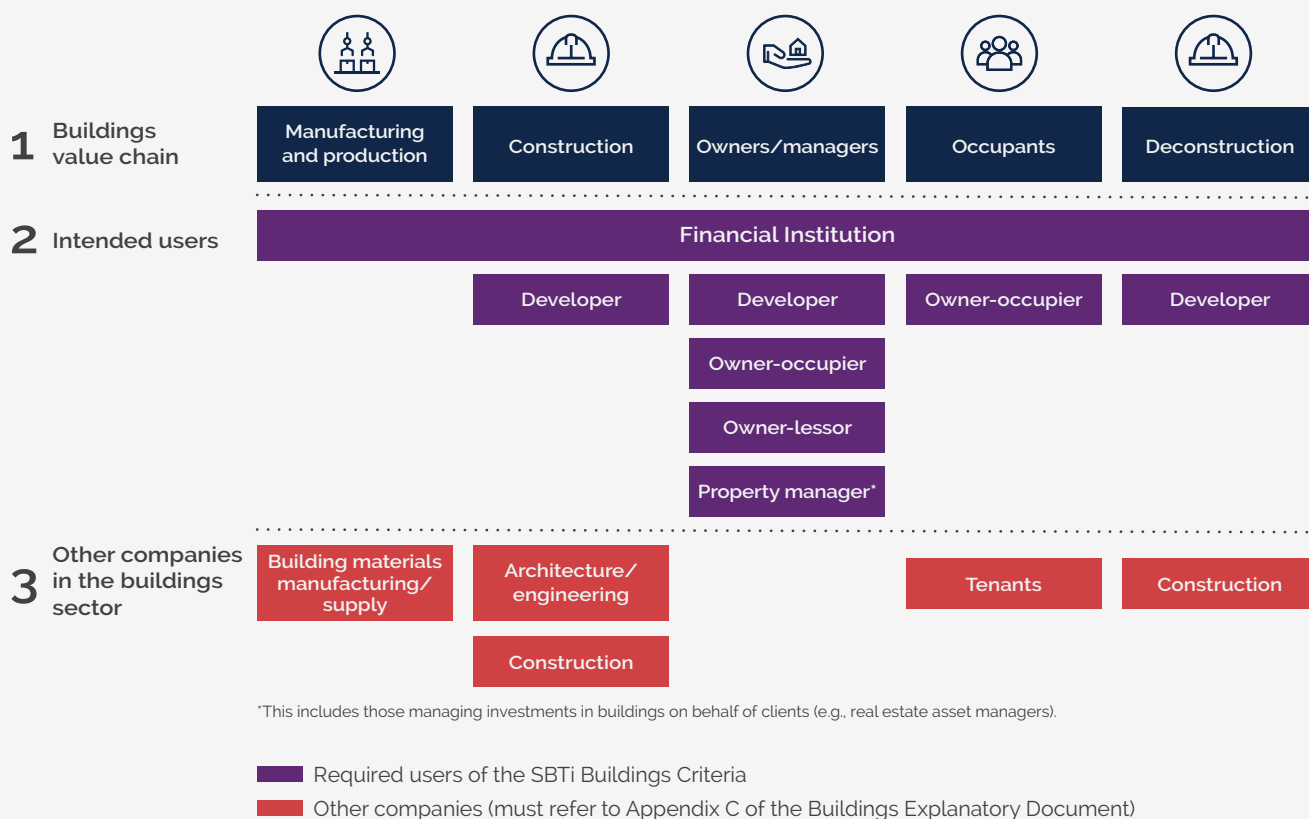 1
Buildings
value chain
Manufacturing
and production
Construction
Owners/managers
Occupants
Deconstruction
2
Intended users
Financial Institution
Developer
Developer
Owner-occupier
Developer
Owner-occupier
Owner-lessor
Property manager*
3
Other companies
in the buildings
sector
Building materials
manufacturing/
supply
Architecture/
engineering
Tenants
Construction
Construction
*This includes those managing investments in buildings on behalf of clients (e.g., real estate asset managers).
Required users of the SBTi Buildings Criteria
Other companies (must refer to Appendix C of the Buildings Explanatory Document)